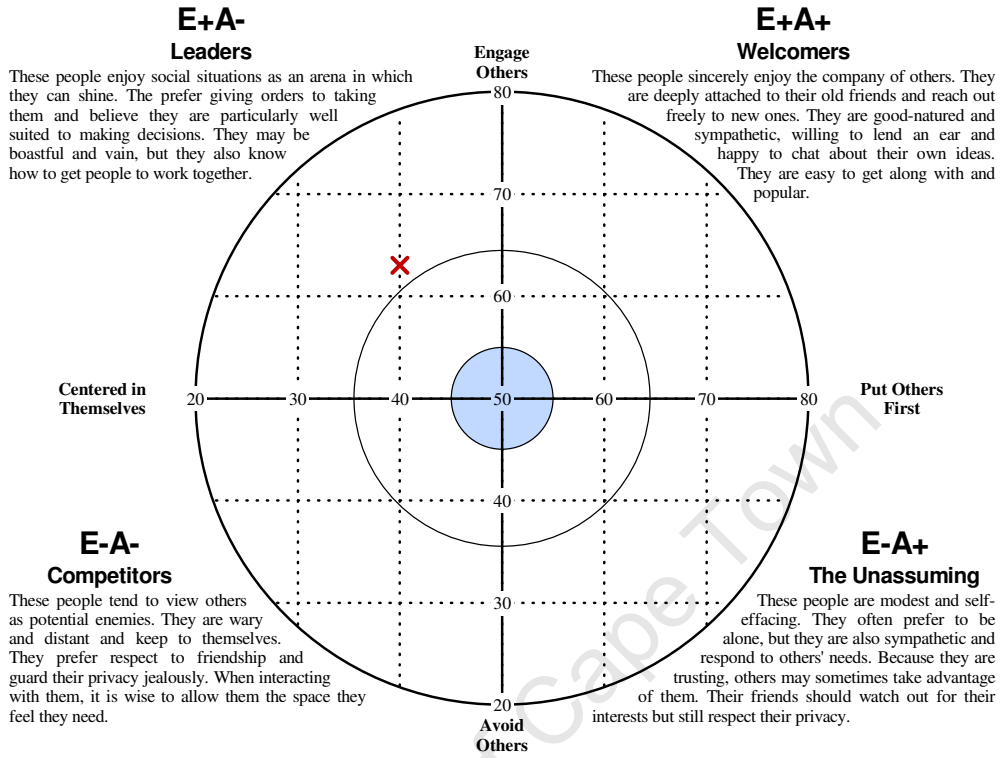 E+A-
Leaders
These people enjoy social situations as an arena in which
they can shine. The prefer giving orders to taking
them and believe they are particularly well
suited to making decisions. They may be
boastful and vain, but they also know
how to get people to work together.
Engage
Others
E+A+
Welcomers
These people sincerely enjoy the company of others. They
are deeply attached to their old friends and reach out
freely to new ones. They are good-natured and
sympathetic, willing to lend an ear and
happy to chat about their own ideas.
They are easy to get along with and
popular.
80
70
60
Centered in
Themselves
20 30 40 50 60 70 80
Put Others
First
40
30
20
Avoid
Others
E-A-
Competitors
These people tend to view others
as potential enemies. They are wary
and distant and keep to themselves.
They prefer respect to friendship and
guard their privacy jealously. When interacting
with them, it is wise to allow them the space they
feel they need.
E-A+
The Unassuming
These people are modest and self-
effacing. They often prefer to be
alone, but they are also sympathetic and
respond to others' needs. Because they are
trusting, others may sometimes take advantage
of them. Their friends should watch out for their
interests but still respect their privacy.
Cape Town